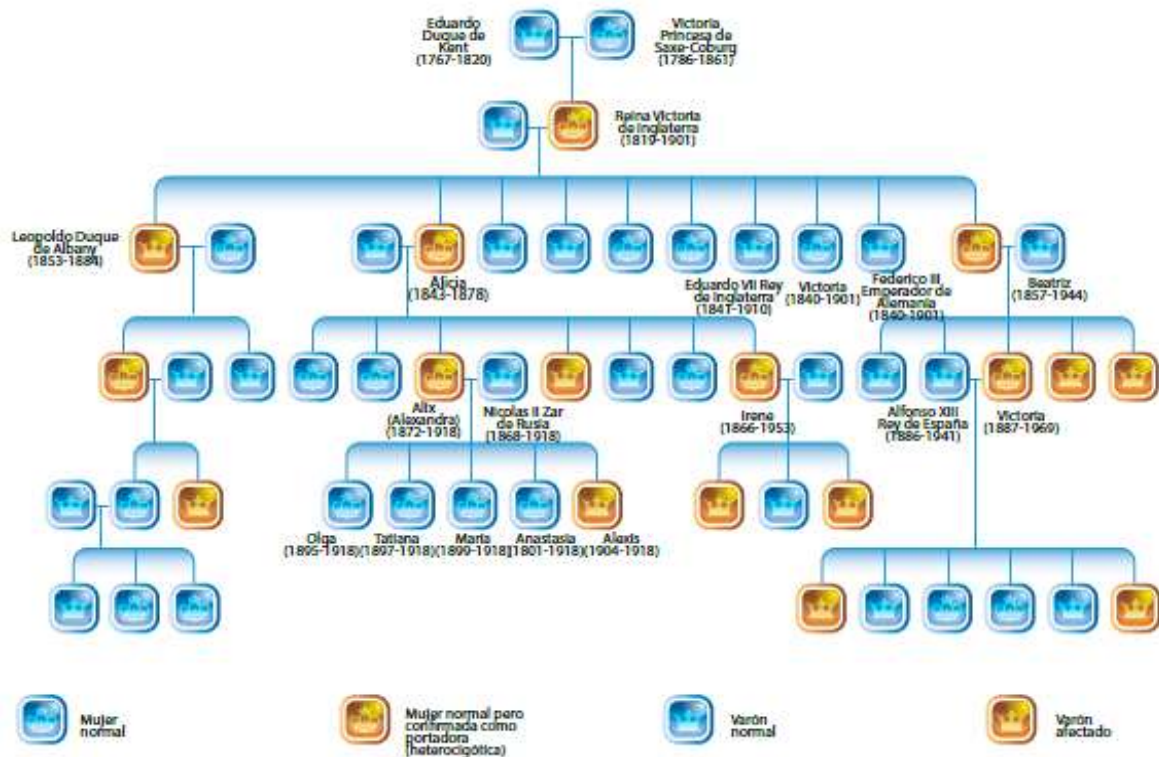 Eduardo
Duque de
Kent
(1767-1820)
Victoria
Princesa de
Saxe-Coburg
(1786-1861)
Reina Victoria
de Inglaterra
(1819-1901)
Leopoldo Duque
de Albany
(1853-1884)
Alicia
(1843-1878)
Eduardo VII Rey
de Inglaterra
(1841-1910)
Victoria
(1840-1901)
Federico III
Emperador de
Alemania
(1840-1901)
Beatriz
(1857-1944)
Alix
(Alexandra)
(1872-1918)
Nicolas II Zar
de Rusia
(1868-1918)
Irene
(1866-1953)
Alfonso XIII
Rey de España
(1886-1941)
Victoria
(1887-1969)
Olga
(1895-1918)
Tatiana
(1897-1918)
María
(1899-1918)
Anastasia
(1801-1918)
Alexis
(1904-1918)
Mujer
normal
Mujer normal pero
confirmada como
portadora
(heterocigótica)
Varón
normal
Varón
afectado